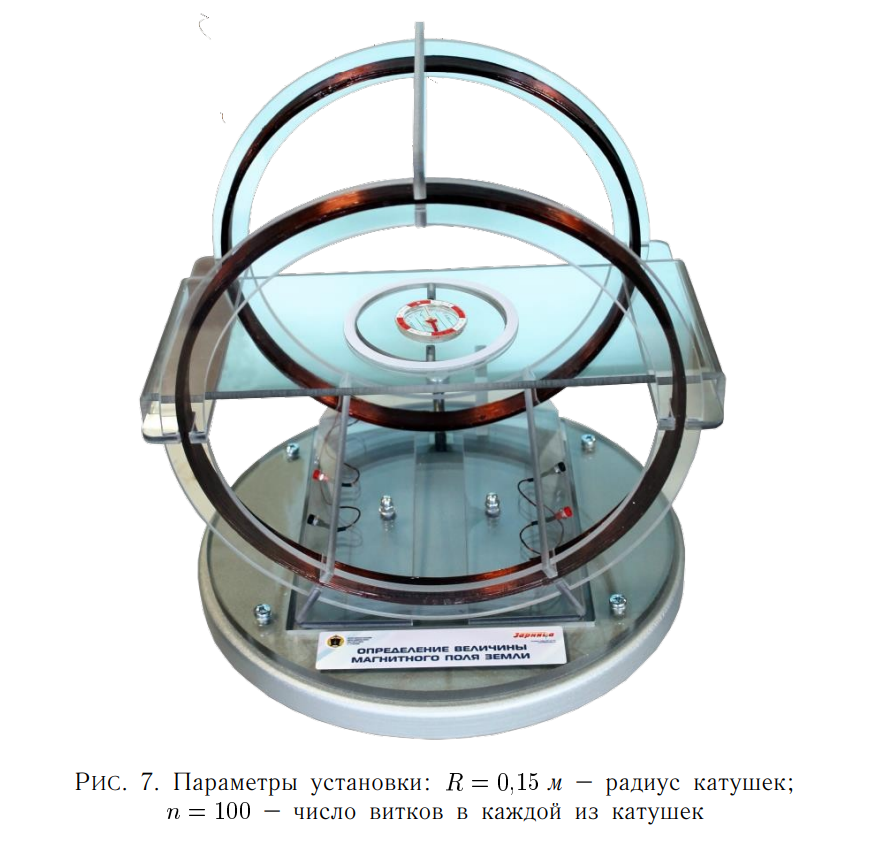 Зарница
ОПРЕДЕЛЕНИЕ ВЕЛИЧИНЫ
МАГНИТНОГО ПОЛЯ ЗЕМЛИ
Рис. 7. Параметры установки: R = 0,15 м — радиус катушек;
n = 100 — число витков в каждой из катушек